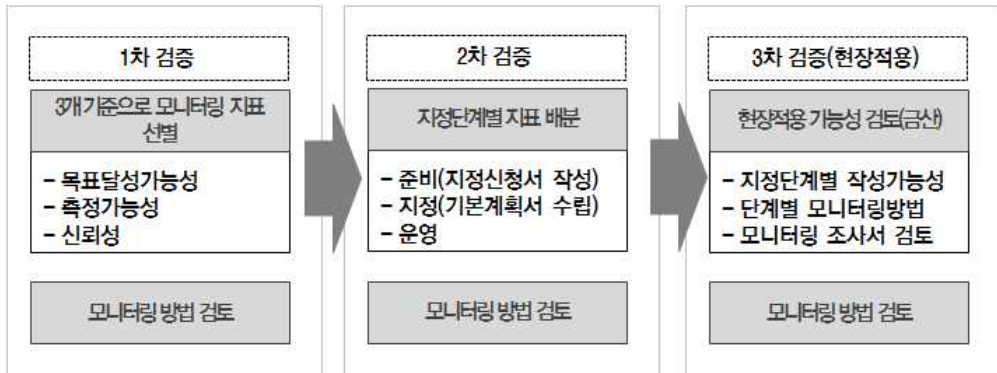 1차 검증
3개 기준으로 모니터링 지표
선별
- 목표달성가능성
- 측정가능성
- 신뢰성
모니터링 방법 검토
2차 검증
지정단계별 지표 배분
- 준비(지정신청서 작성)
- 지정(기본계획서 수립)
- 운영
모니터링 방법 검토
3차 검증(현장적용)
현장적용 가능성 검토(금산)
- 지정단계별 작성가능성
- 단계별 모니터링방법
- 모니터링 조사서 검토
모니터링 방법 검토